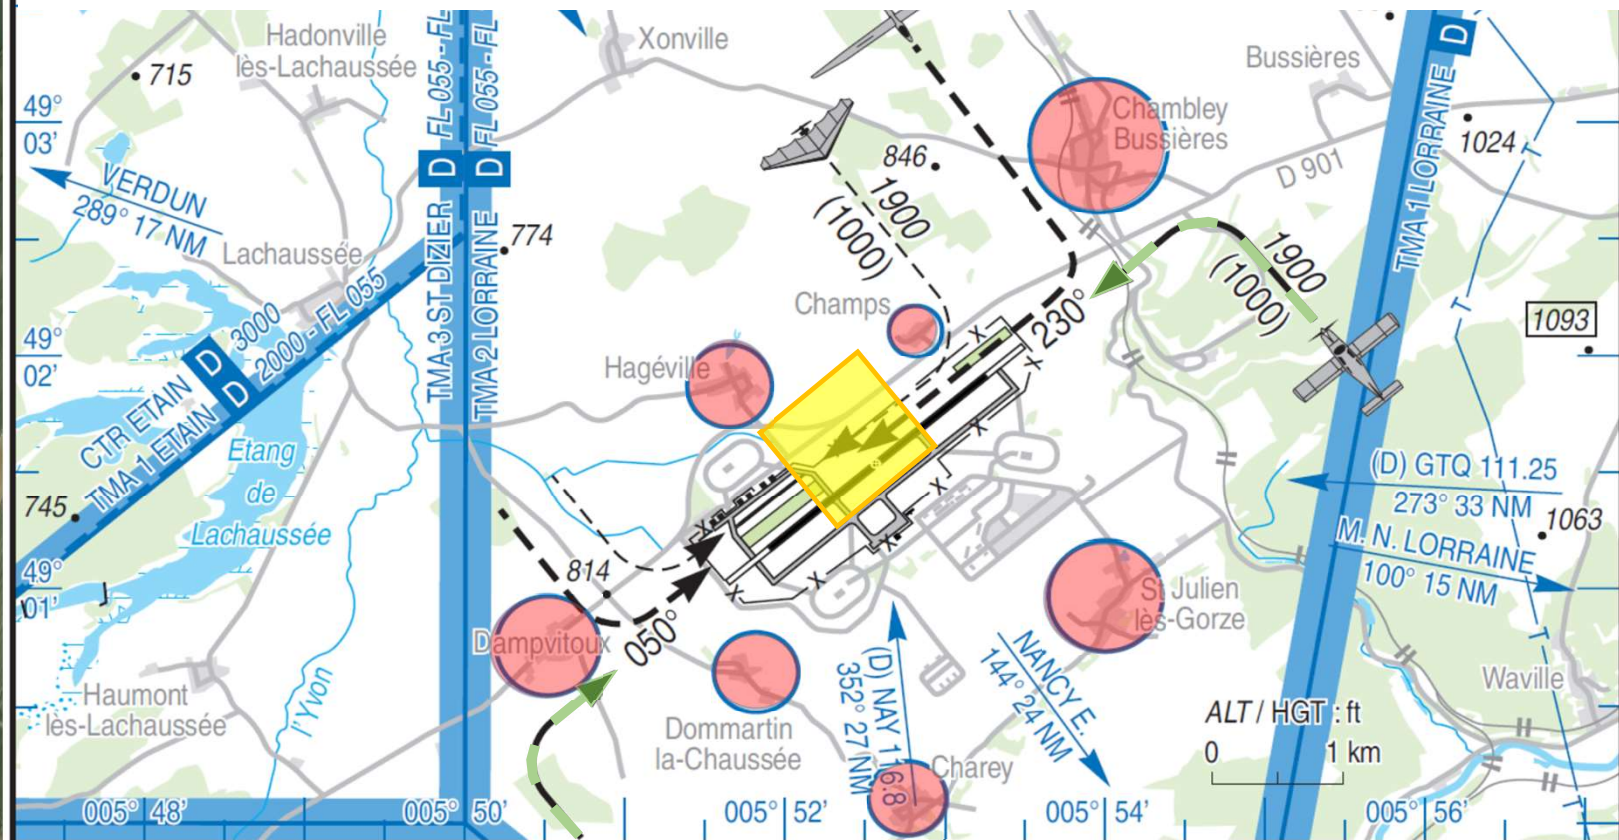 Hadonville
lès-Lachaussée
715
49°
03'
VERDUN
289° 17 NM
Lachaussée
D
D
FL 055 - FL
FL 055 - FL
TMA 3 ST DIZIER
TMA 2 LORRAINE
774
Xonville
846
1900
(1000)
Chambley
Bussières
Bussières
D 901
D
TMA 1 LORRAINE
1024
1093
1900
(1000)
Champs
230°
Hagéville
49°
02'
CTR ETAIN
D
3000
TMA 1 ETAIN
D
2000 - FL 055
Etang
de
Lachaussée
745
49°
01'
814
Dampvitoux
050°
X
X
X
X
X
X
X
X
(D) GTQ 111.25
273° 33 NM
1063
M. N. LORRAINE
100° 15 NM
T
T
T
T
St Julien
lès-Gorze
NANCY E.
144° 24 NM
(D) NAY 116.8
352° 27 NM
Dommartin
la-Chaussée
Charey
Haumont
lès-Lachaussée
l'Yvon
Waville
ALT / HGT : ft
0
1 km
005° 48'
005° 50'
005° 52'
005° 54'
005° 56'